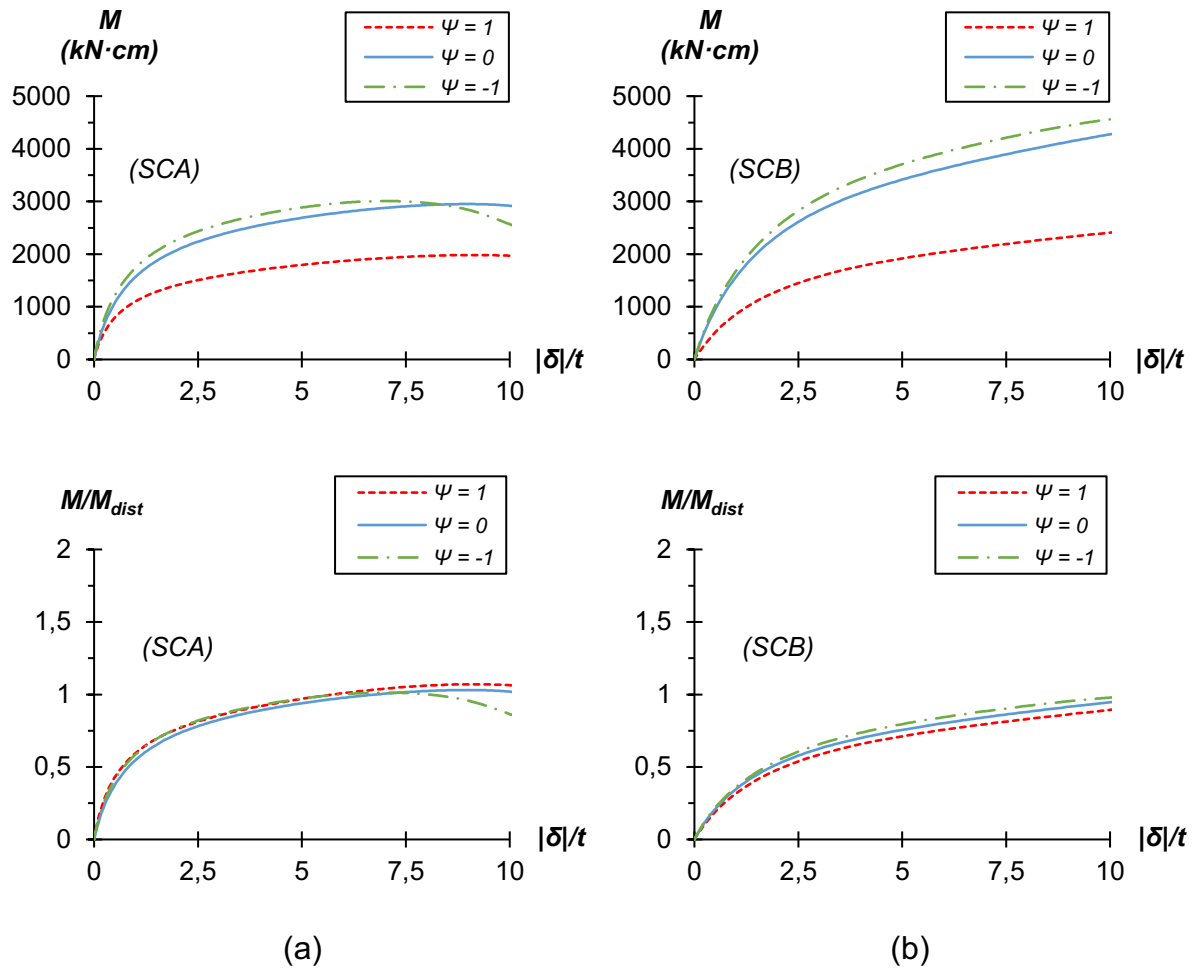 M
(kN·cm)
Ψ = 1
Ψ = 0
Ψ = -1
5000
4000
3000
2000
1000
0
(SCA)
0
2,5
5
7,5
10
|δ|/t
M
(kN·cm)
Ψ = 1
Ψ = 0
Ψ = -1
5000
4000
3000
2000
1000
0
(SCB)
0
2,5
5
7,5
10
|δ|/t
M/Mdist
Ψ = 1
Ψ = 0
Ψ = -1
2
1,5
1
0,5
0
(SCA)
0
2,5
5
7,5
10
|δ|/t
M/Mdist
Ψ = 1
Ψ = 0
Ψ = -1
2
1,5
1
0,5
0
(SCB)
0
2,5
5
7,5
10
|δ|/t
(a)
(b)